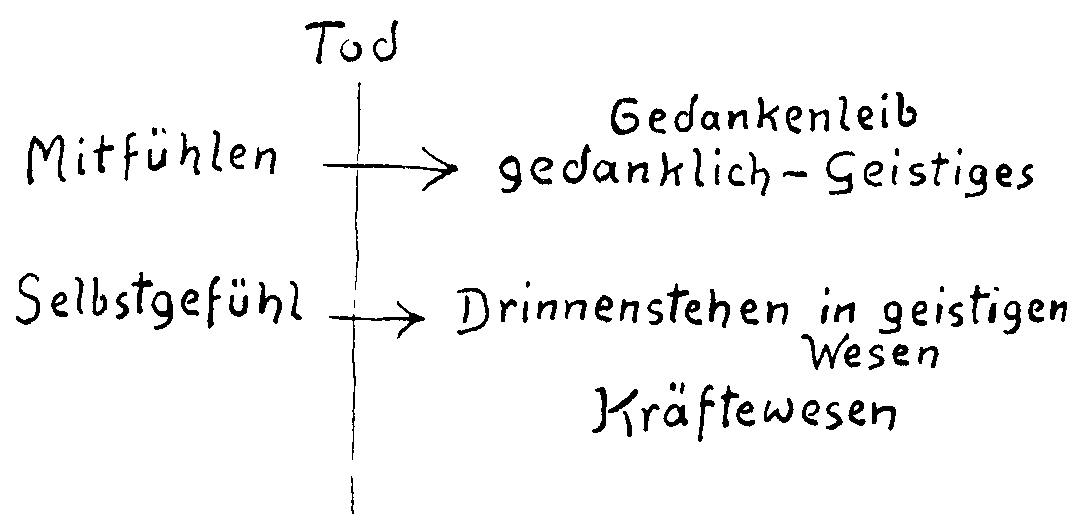 Tod
Gedankenleib
Mitfühlen gedanklich-Geistiges
Selbstgefühl Drinnenstehen in geistigen
Wesen
Kräftewesen